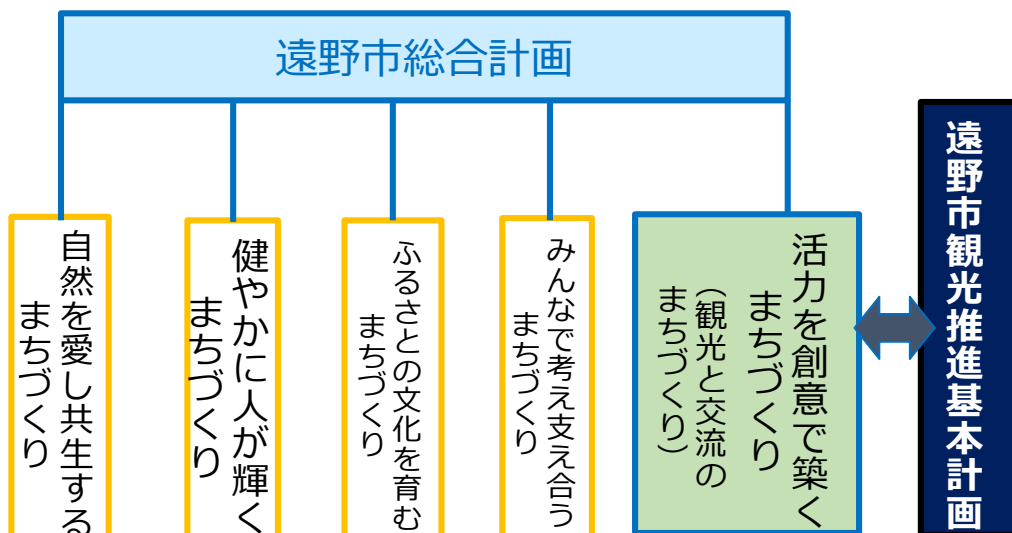 遠野市総合計画
自然を愛し共生する
まちづくり
健やかに人が輝く
まちづくり
ふるさとの文化を育む
まちづくり
みんなで考え支え合う
まちづくり
活力を創意で築く
まちづくり
（観光と交流の
まちづくり）
遠野市観光推進基本計画